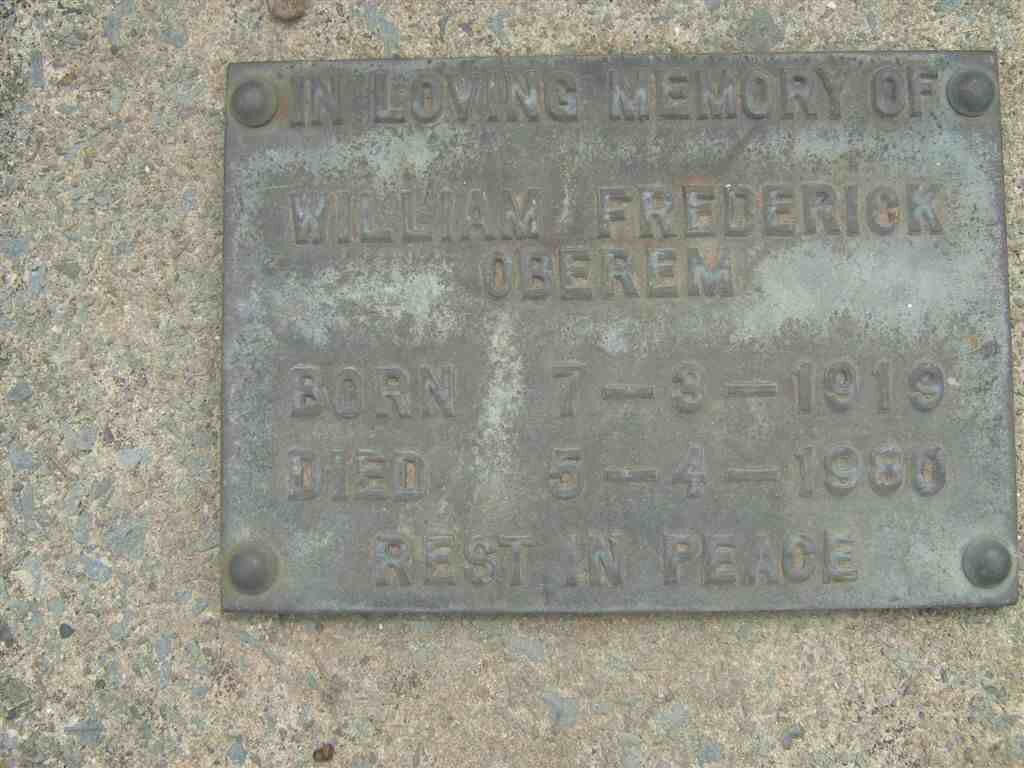 IN LOVING MEMORY OF
WILLIAM FREDERICK
OBEREM
BORN 7-3-1919
DIED 5-4-1980
REST IN PEACE